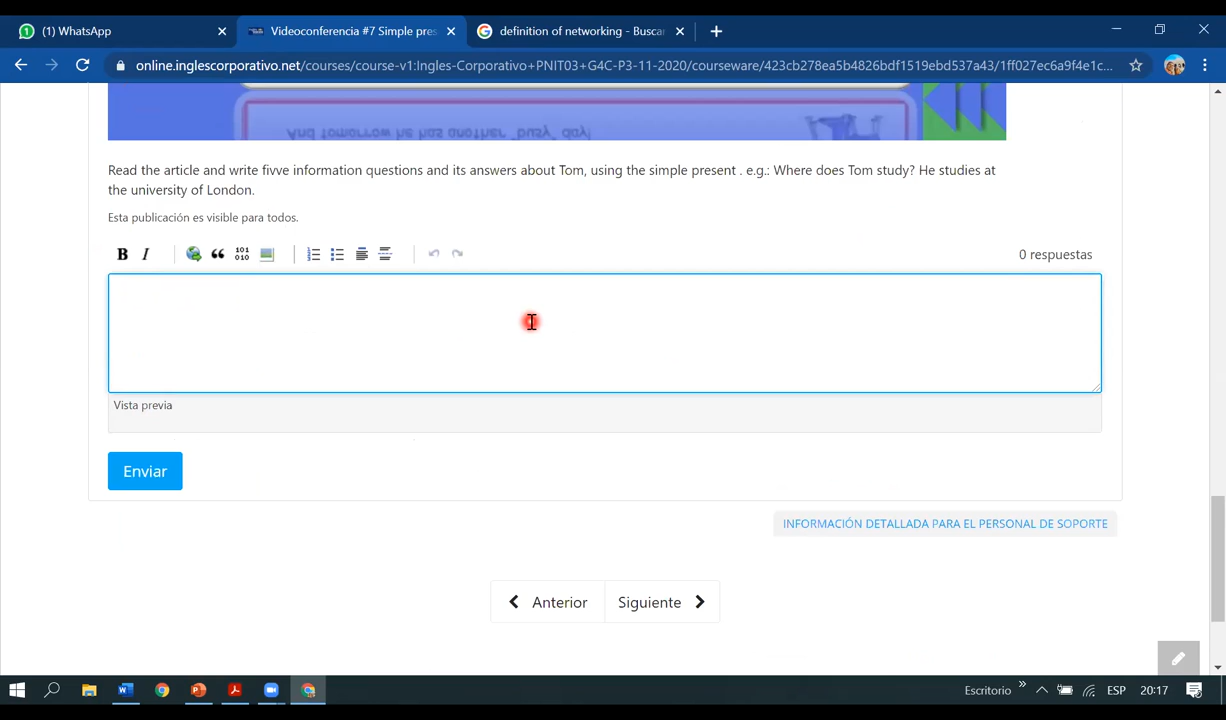 (1) WhatsApp
Videoconferencia #7 Simple pres
definition of networking - Buscar
online.inglescorporativo.net/courses/course-v1:Ingles-Corporativo+PNIT03+G4C-P3-11-2020/courseware/423cb278ea5b4826bdf1519ebd537a43/1ff027ec6a9f4e1c...
And tomorrow he has another "busy" day!
Read the article and write fivve information questions and its answers about Tom, using the simple present . e.g.: Where does Tom study? He studies at
the university of London.
Esta publicación es visible para todos.
B I 101 010
0 respuestas
Vista previa
Enviar
INFORMACIÓN DETALLADA PARA EL PERSONAL DE SOPORTE
Anterior Siguiente
Escritorio » ESP 20:17